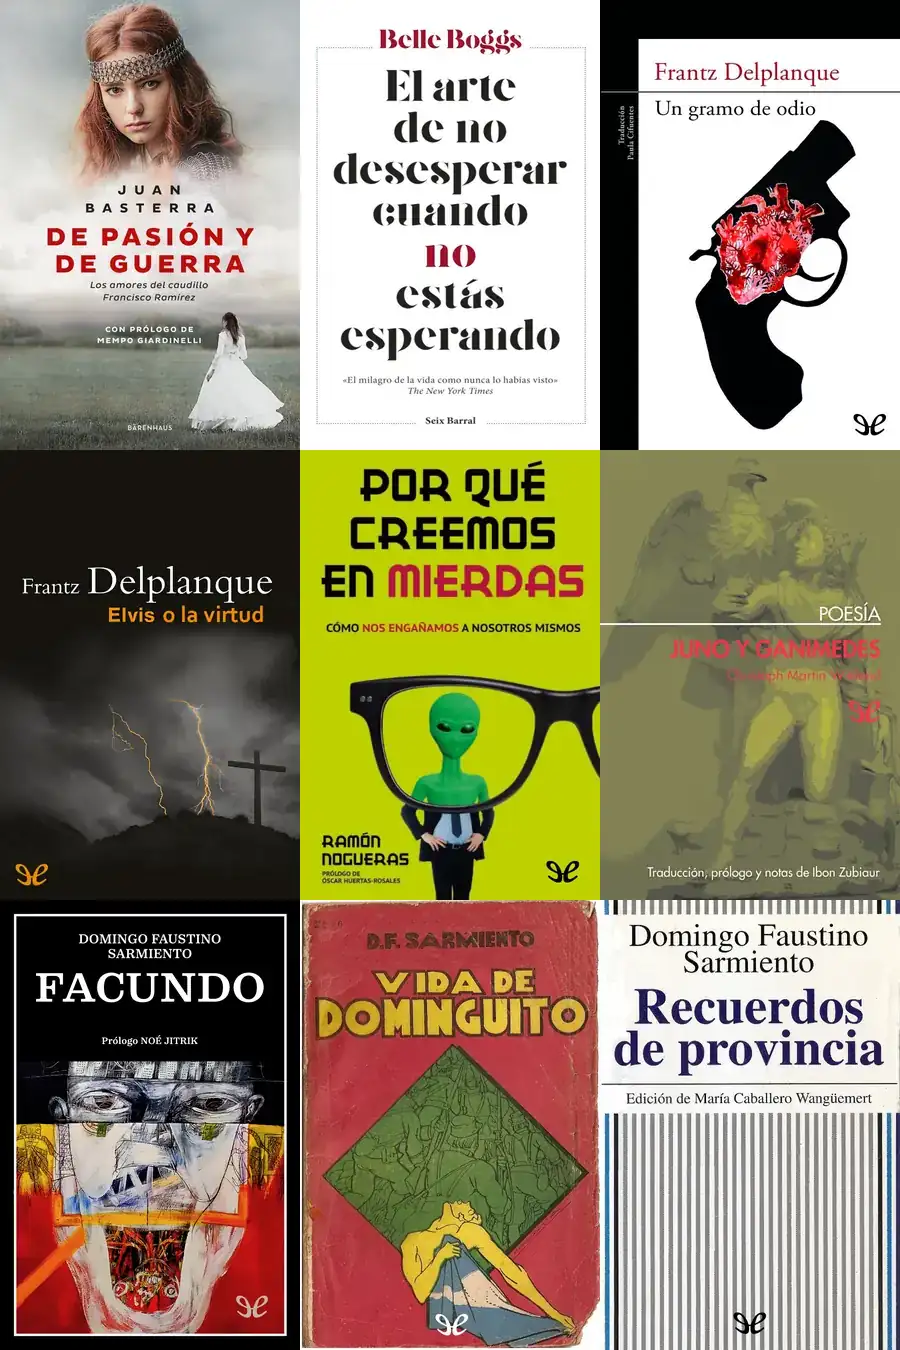 JUAN
BASTERRA
DE PASIÓN Y
DE GUERRA
Los amores del caudillo
Francisco Ramírez
CON PRÓLOGO DE
MEMPO GIARDINELLI
BÄRENHAUS
Belle Boggs
El arte
de no
desesperar
cuando
no
estás
esperando
«El milagro de la vida como nunca lo habías visto»
The New York Times
Seix Barral
Frantz Delplanque
Un gramo de odio
Traducción
Paula Cifuentes
Frantz Delplanque
Elvis o la virtud
POR QUÉ
CREEMOS
EN MIERDAS
CÓMO NOS ENGAÑAMOS A NOSOTROS MISMOS
RAMÓN
NOGUERAS
PRÓLOGO DE
ÓSCAR HUERTAS-ROSALES
POESÍA
JUNO Y GANIMEDES
Christoph Martin Wieland
Traducción, prólogo y notas de Ibon Zubiaur
DOMINGO FAUSTINO
SARMIENTO
FACUNDO
Prólogo NOÉ JITRIK
D.F. SARMIENTO
VIDA DE
DOMINGUITO
Domingo Faustino
Sarmiento
Recuerdos
de provincia
Edición de María Caballero Wangüemert